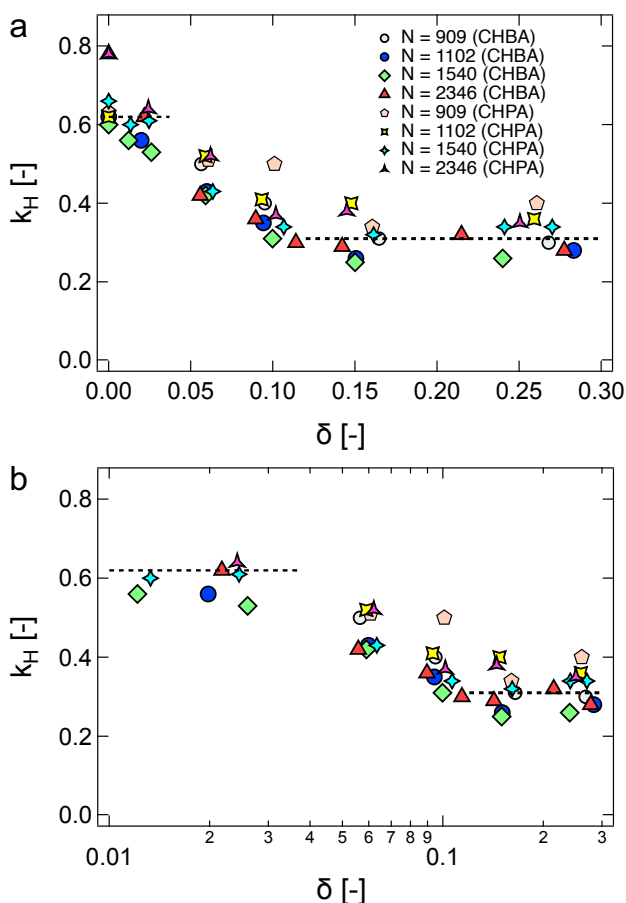 a
0.8
0.6
0.4
0.2
0.0
k_H [-]
N = 909 (CHBA)
N = 1102 (CHBA)
N = 1540 (CHBA)
N = 2346 (CHBA)
N = 909 (CHPA)
N = 1102 (CHPA)
N = 1540 (CHPA)
N = 2346 (CHPA)
0.00 0.05 0.10 0.15 0.20 0.25 0.30
δ [-]
b
0.8
0.6
0.4
0.2
0.0
k_H [-]
0.01 2 3 4 5 6 7 8 9 0.1 2 3
δ [-]